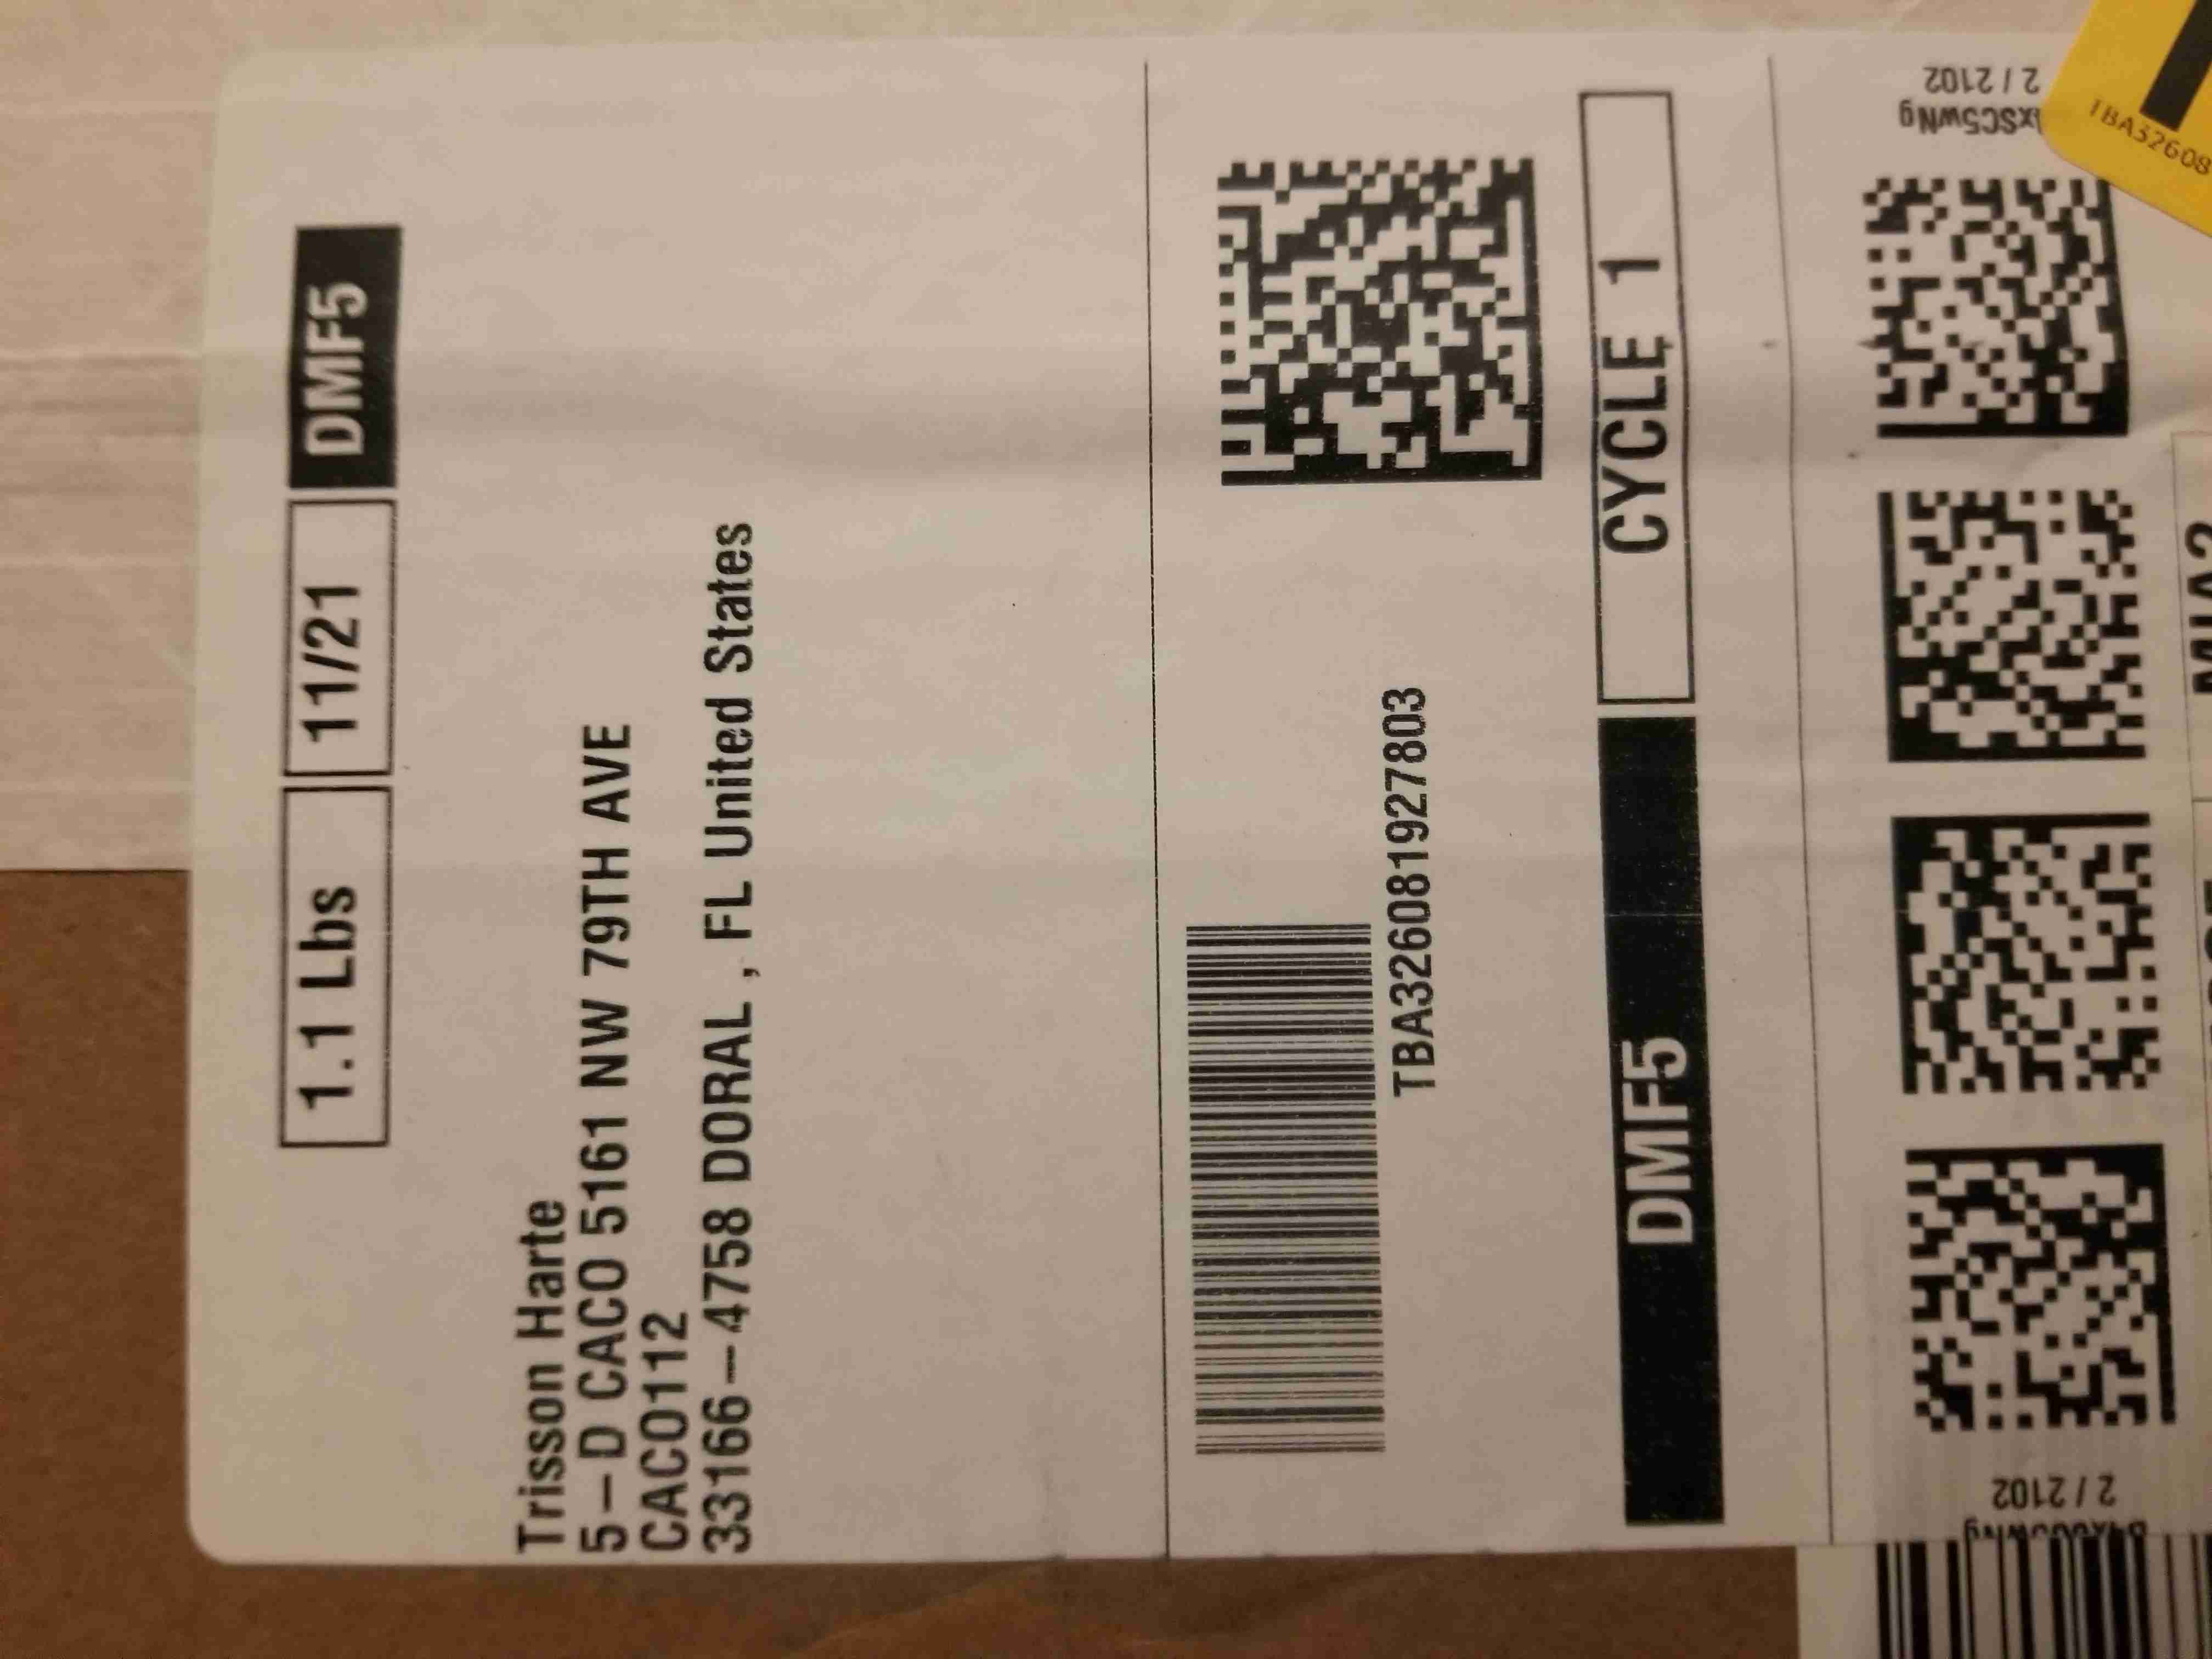 1.1 Lbs 11/21 DMF5
Trisson Harte
5-D CACO 5161 NW 79TH AVE
CACO112
33166-4758 DORAL , FL United States
TBA326081927803
DMF5 CYCLE 1
2 / 2102
2 / 2102
TBA32608